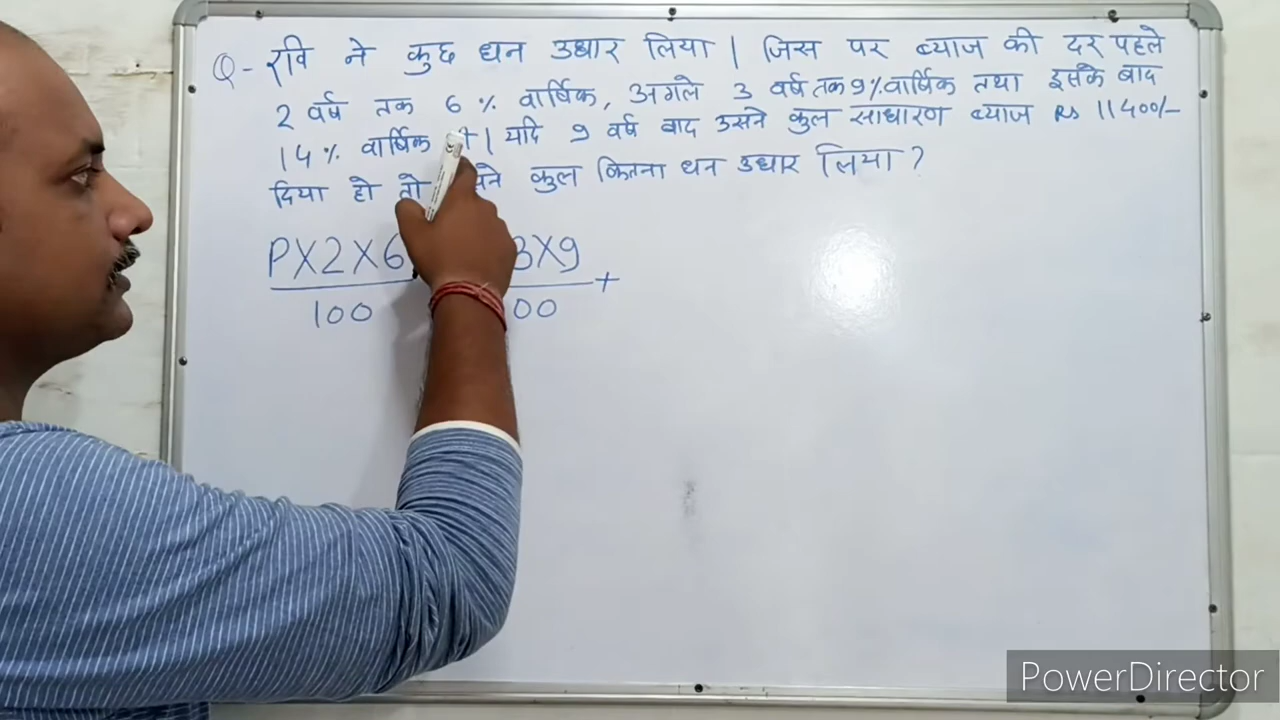 Q- रवि ने कुछ धन उधार लिया | जिस पर ब्याज की दर पहले
2 वर्ष तक 6 % वार्षिक, अगले 3 वर्ष तक 9% वार्षिक तथा इसके बाद
14 % वार्षिक | यदि 9 वर्ष बाद उसने कुल साधारण ब्याज Rs 11400/-
दिया हो तो कुल कितना धन उधार लिया ?
PX2X6 3X9 +
100 00
PowerDirector